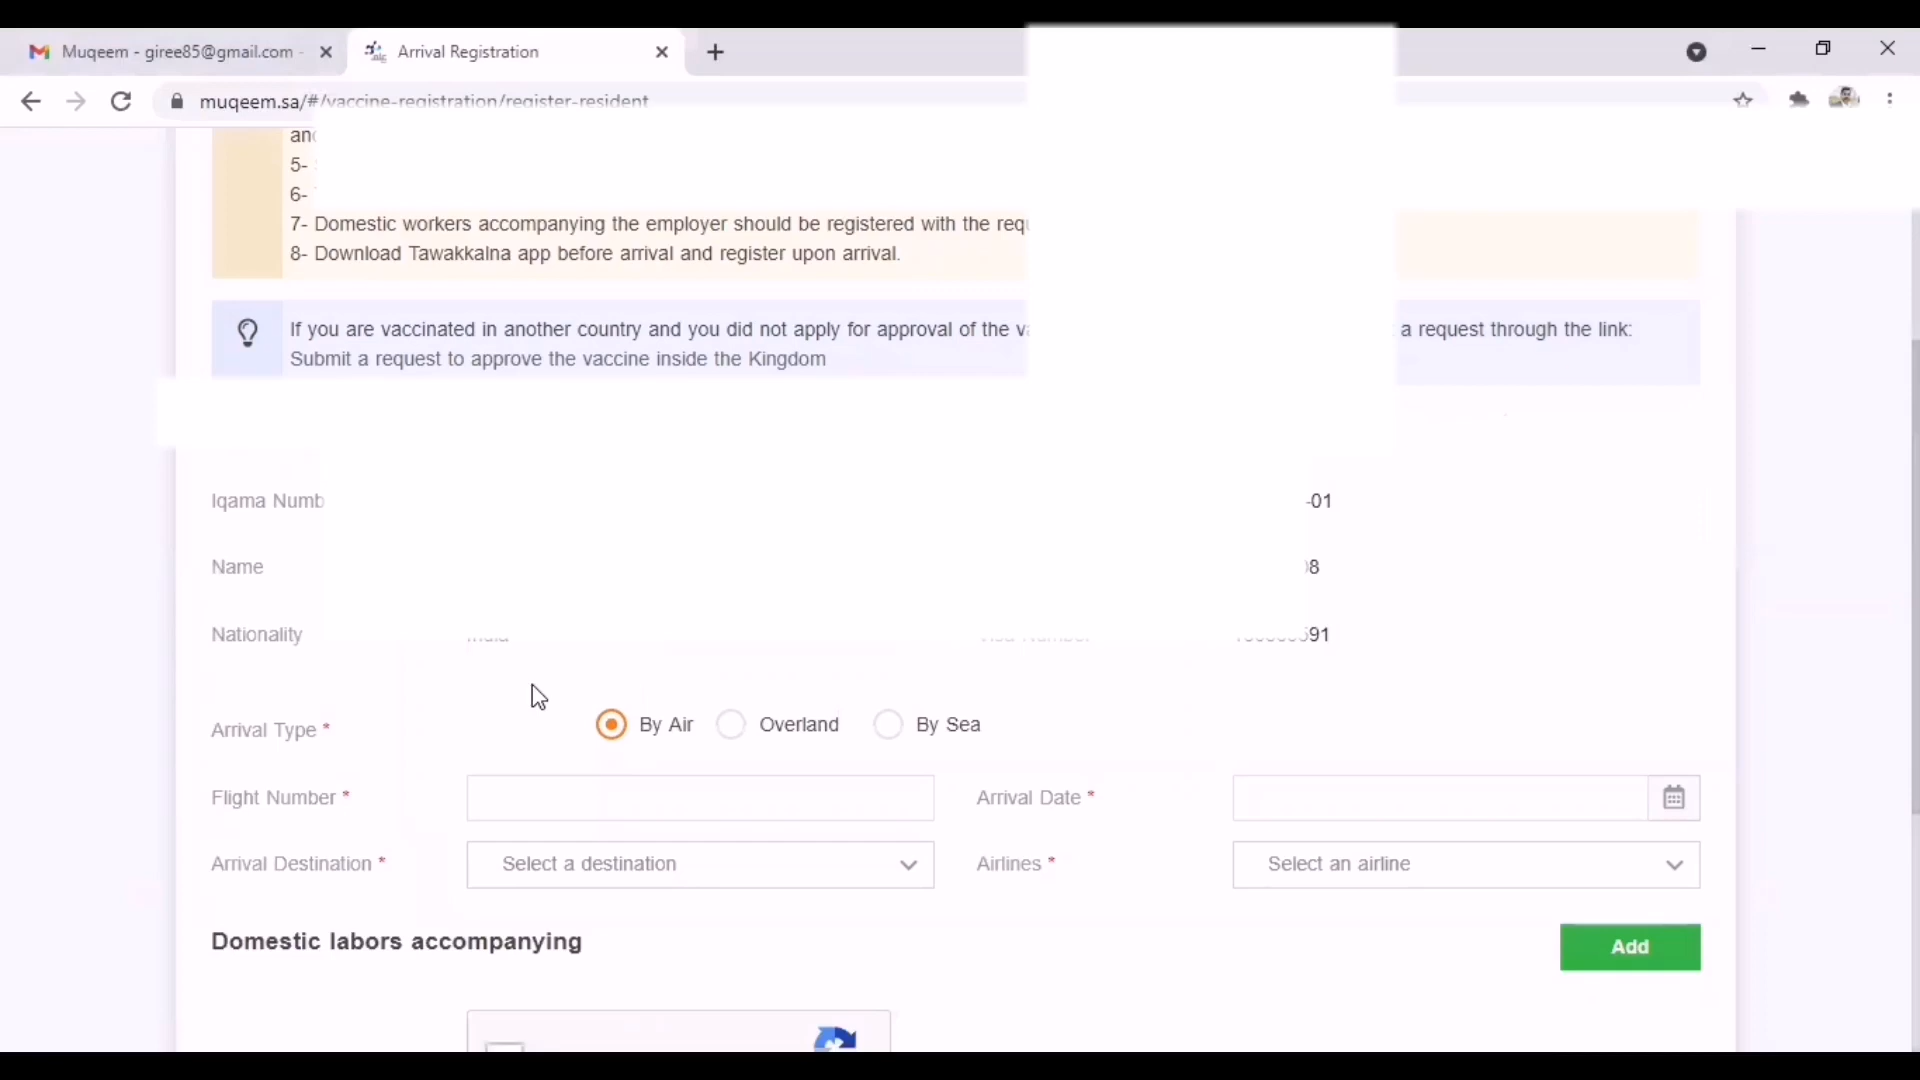 Muqeem - giree85@gmail.com -
Arrival Registration
muqeem.sa/#/vaccine-registration/register-resident
and
5-
6-
7- Domestic workers accompanying the employer should be registered with the requ
8- Download Tawakkalna app before arrival and register upon arrival.
If you are vaccinated in another country and you did not apply for approval of the va a request through the link:
Submit a request to approve the vaccine inside the Kingdom
Iqama Numb -01
Name 8
Nationality 91
Arrival Type * By Air Overland By Sea
Flight Number * Arrival Date *
Arrival Destination * Select a destination Airlines * Select an airline
Domestic labors accompanying Add